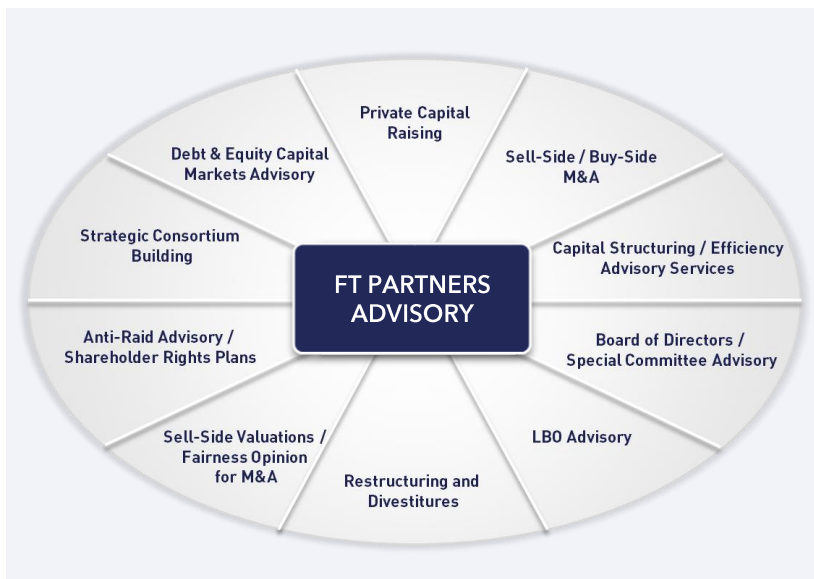 Private Capital
Raising
Debt & Equity Capital
Markets Advisory
Sell-Side / Buy-Side
M&A
Strategic Consortium
Building
Capital Structuring / Efficiency
Advisory Services
FT PARTNERS
ADVISORY
Anti-Raid Advisory /
Shareholder Rights Plans
Board of Directors /
Special Committee Advisory
Sell-Side Valuations /
Fairness Opinion
for M&A
LBO Advisory
Restructuring and
Divestitures